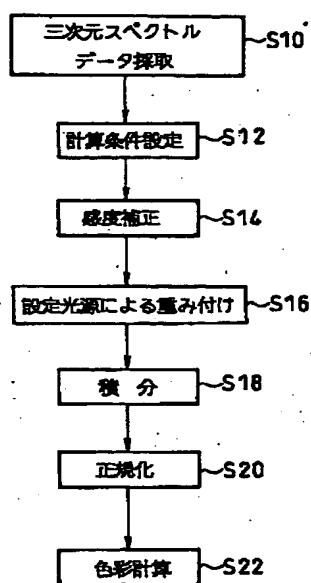 三次元スペクトル
データ採取
S10
計算条件設定
S12
感度補正
S14
設定光源による重み付け
S16
積 分
S18
正規化
S20
色彩計算
S22